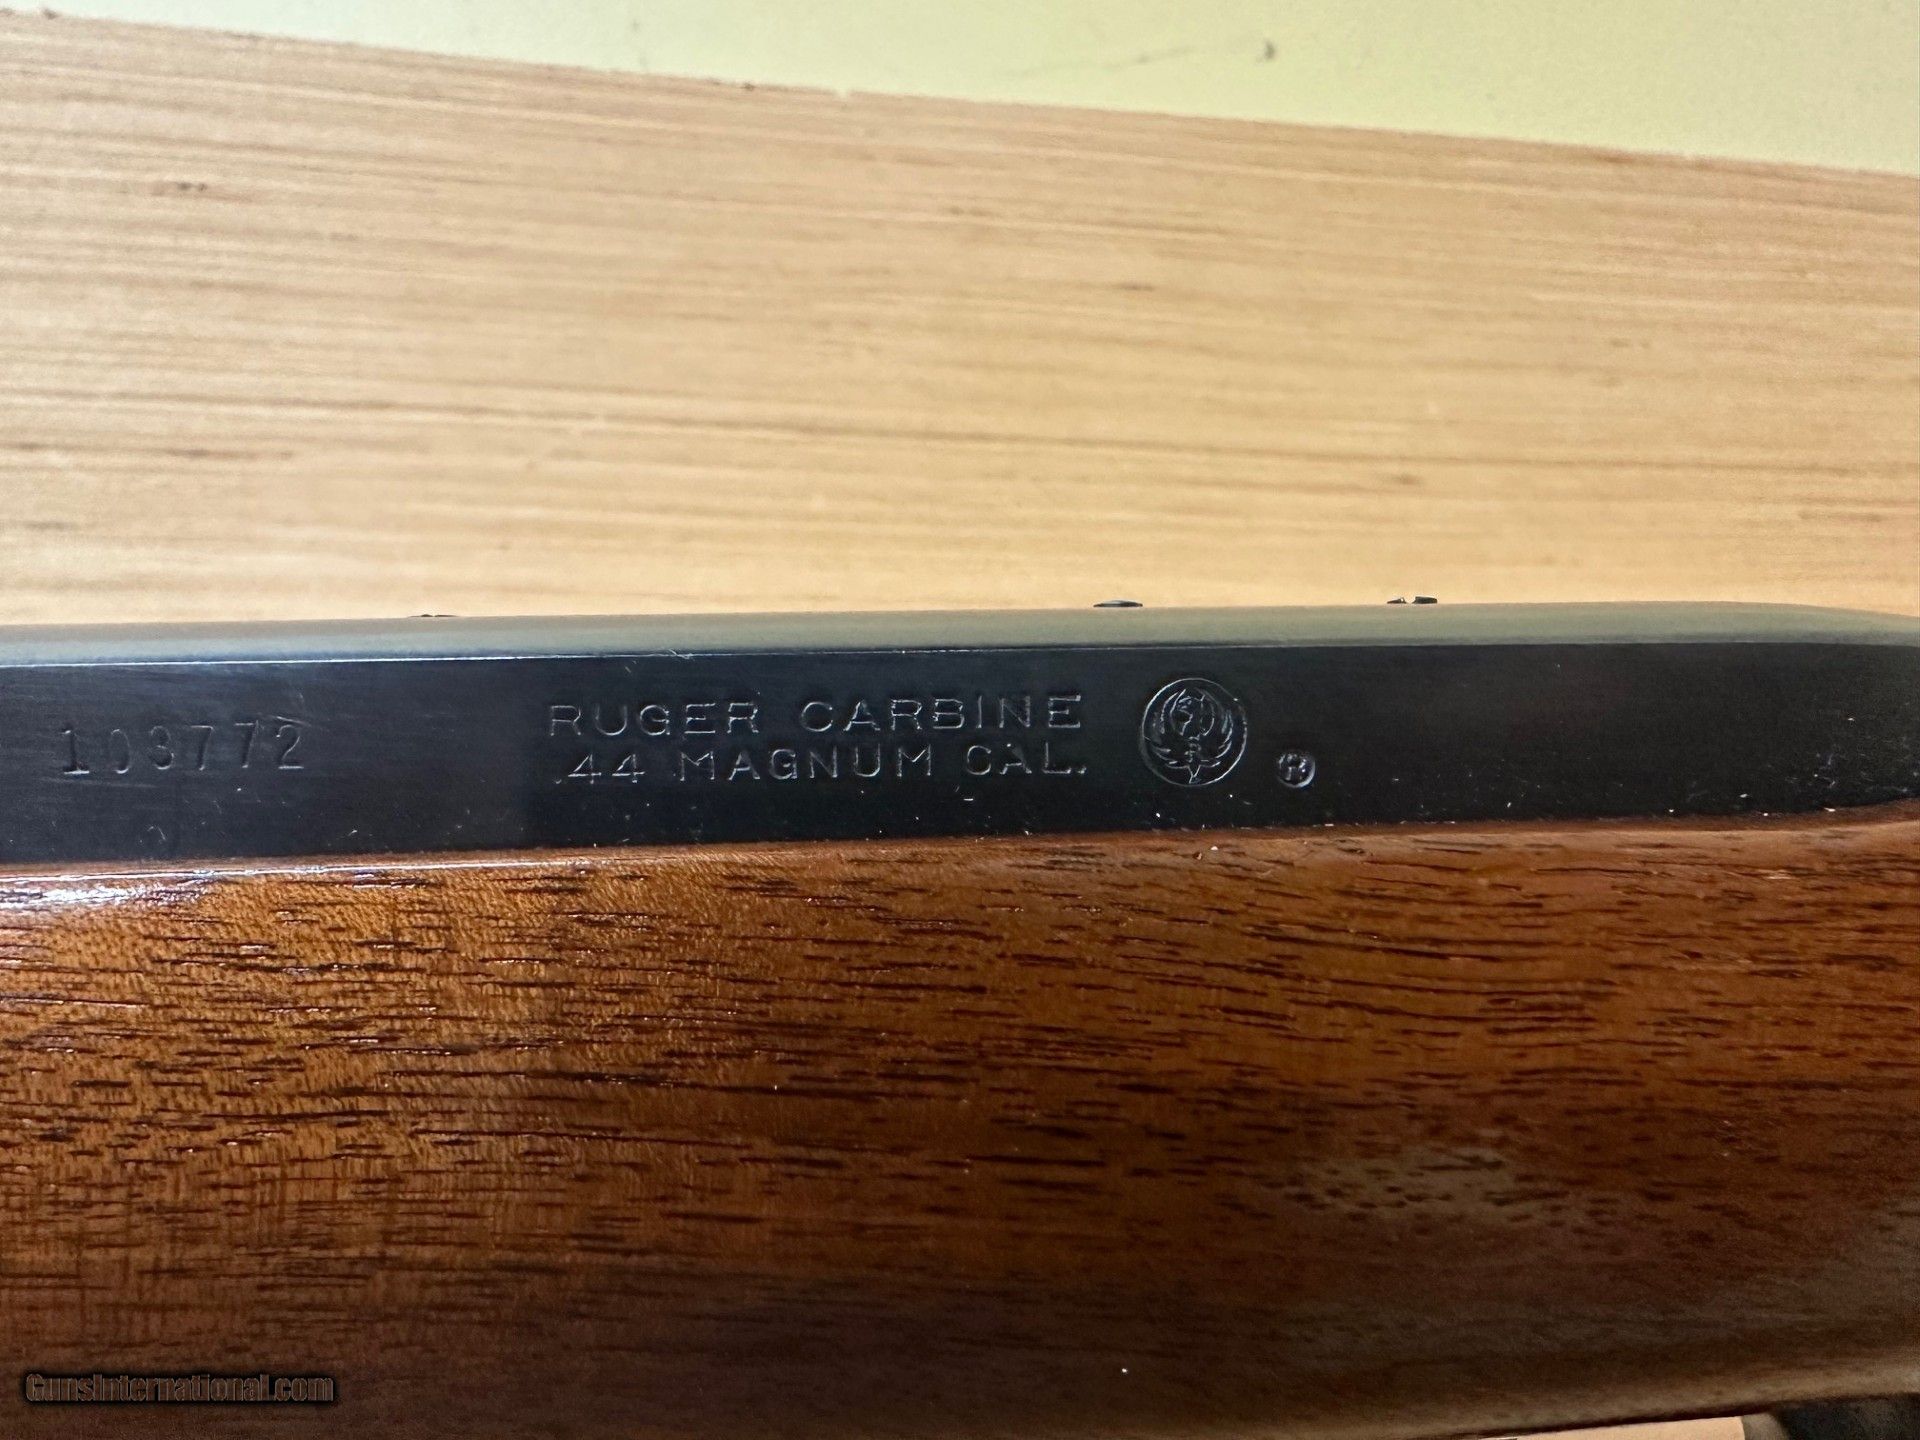 103772
RUGER CARBINE
.44 MAGNUM CAL.
®
GunsInternational.com